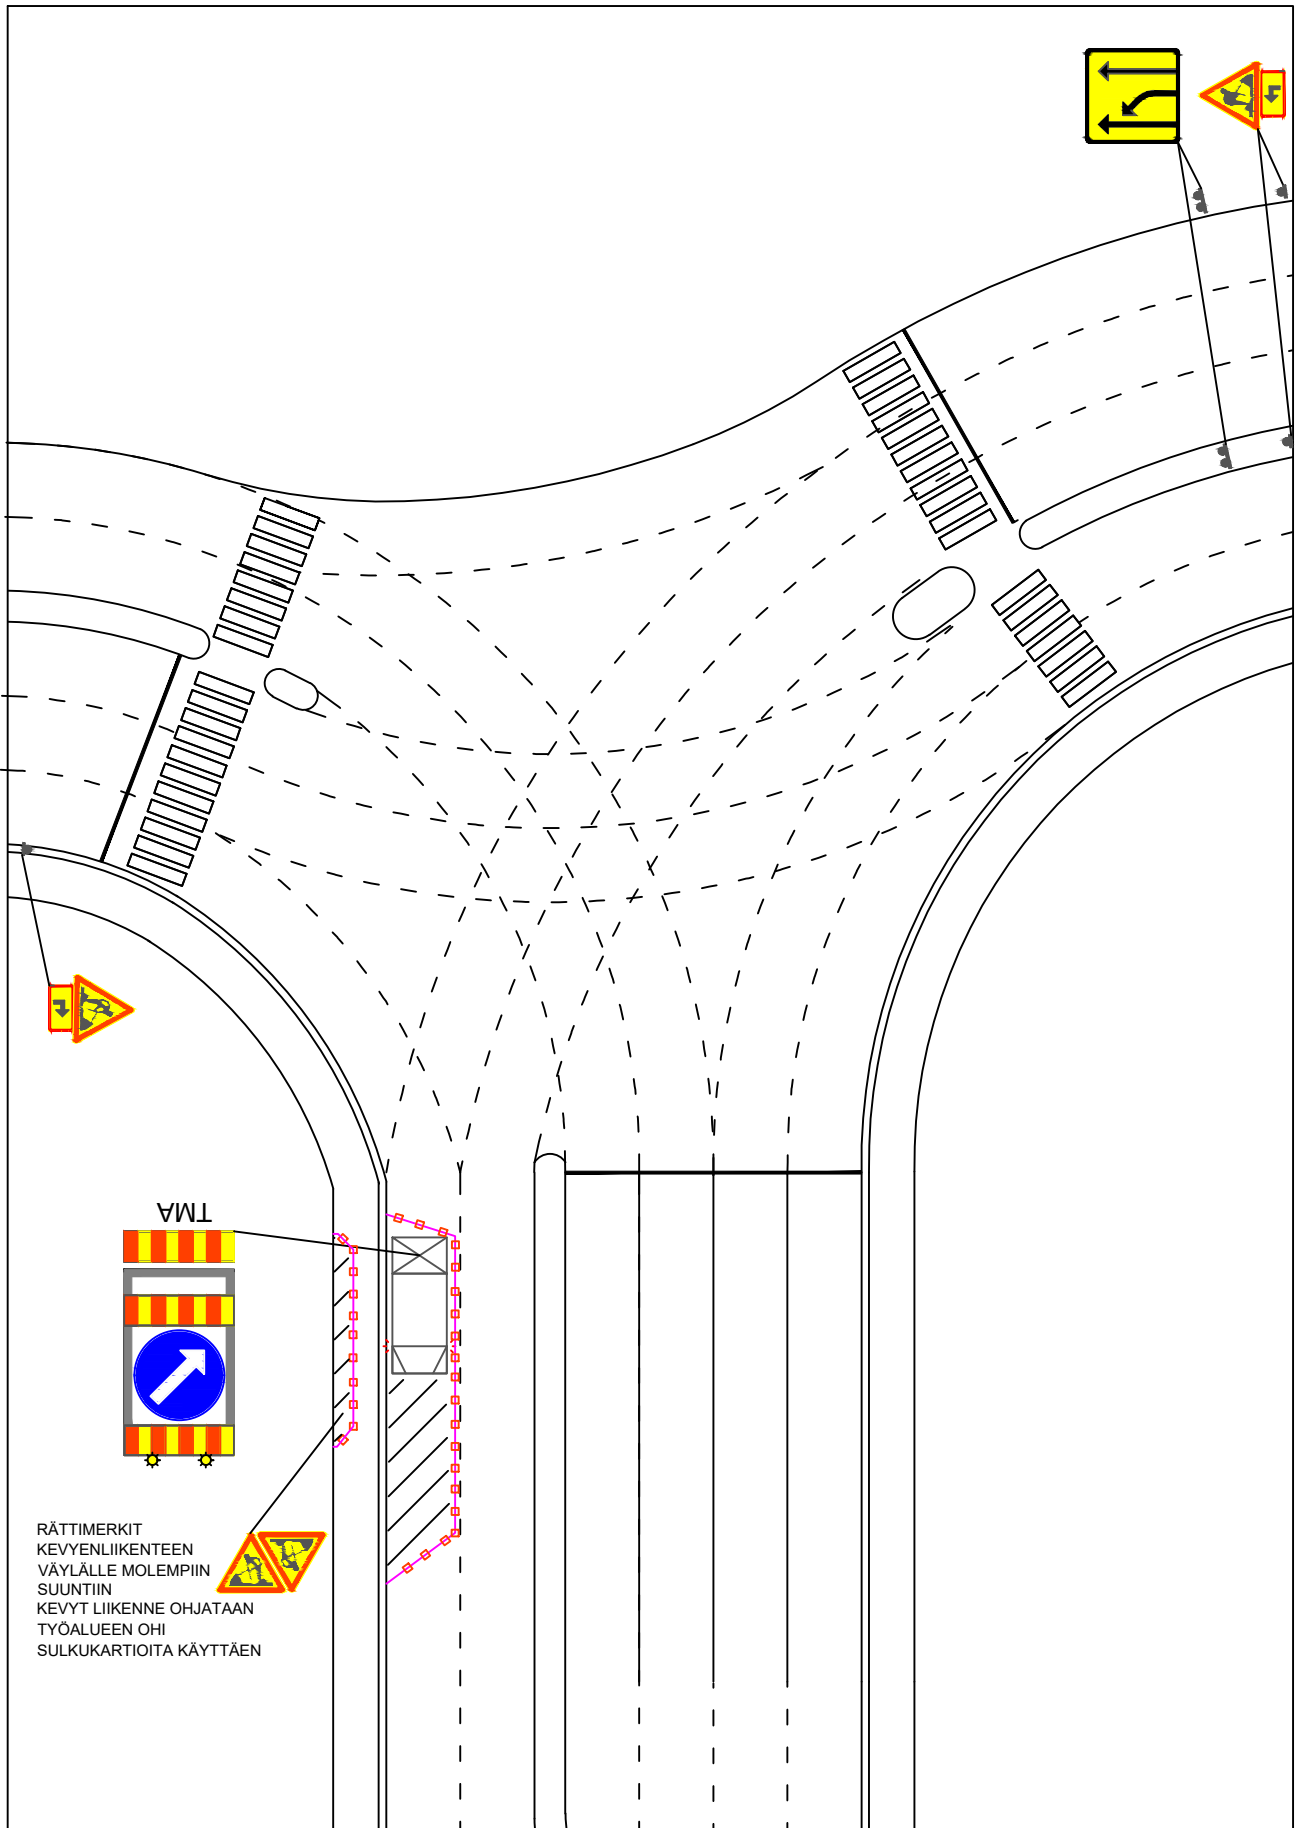 TMA
RÄTTIMERKIT
KEVYENLIIKENTEEN
VÄYLÄLLE MOLEMPIIN
SUUNTIIN
KEVYT LIIKENNE OHJATAAN
TYÖALUEEN OHI
SULKUKARTIOITA KÄYTTÄEN